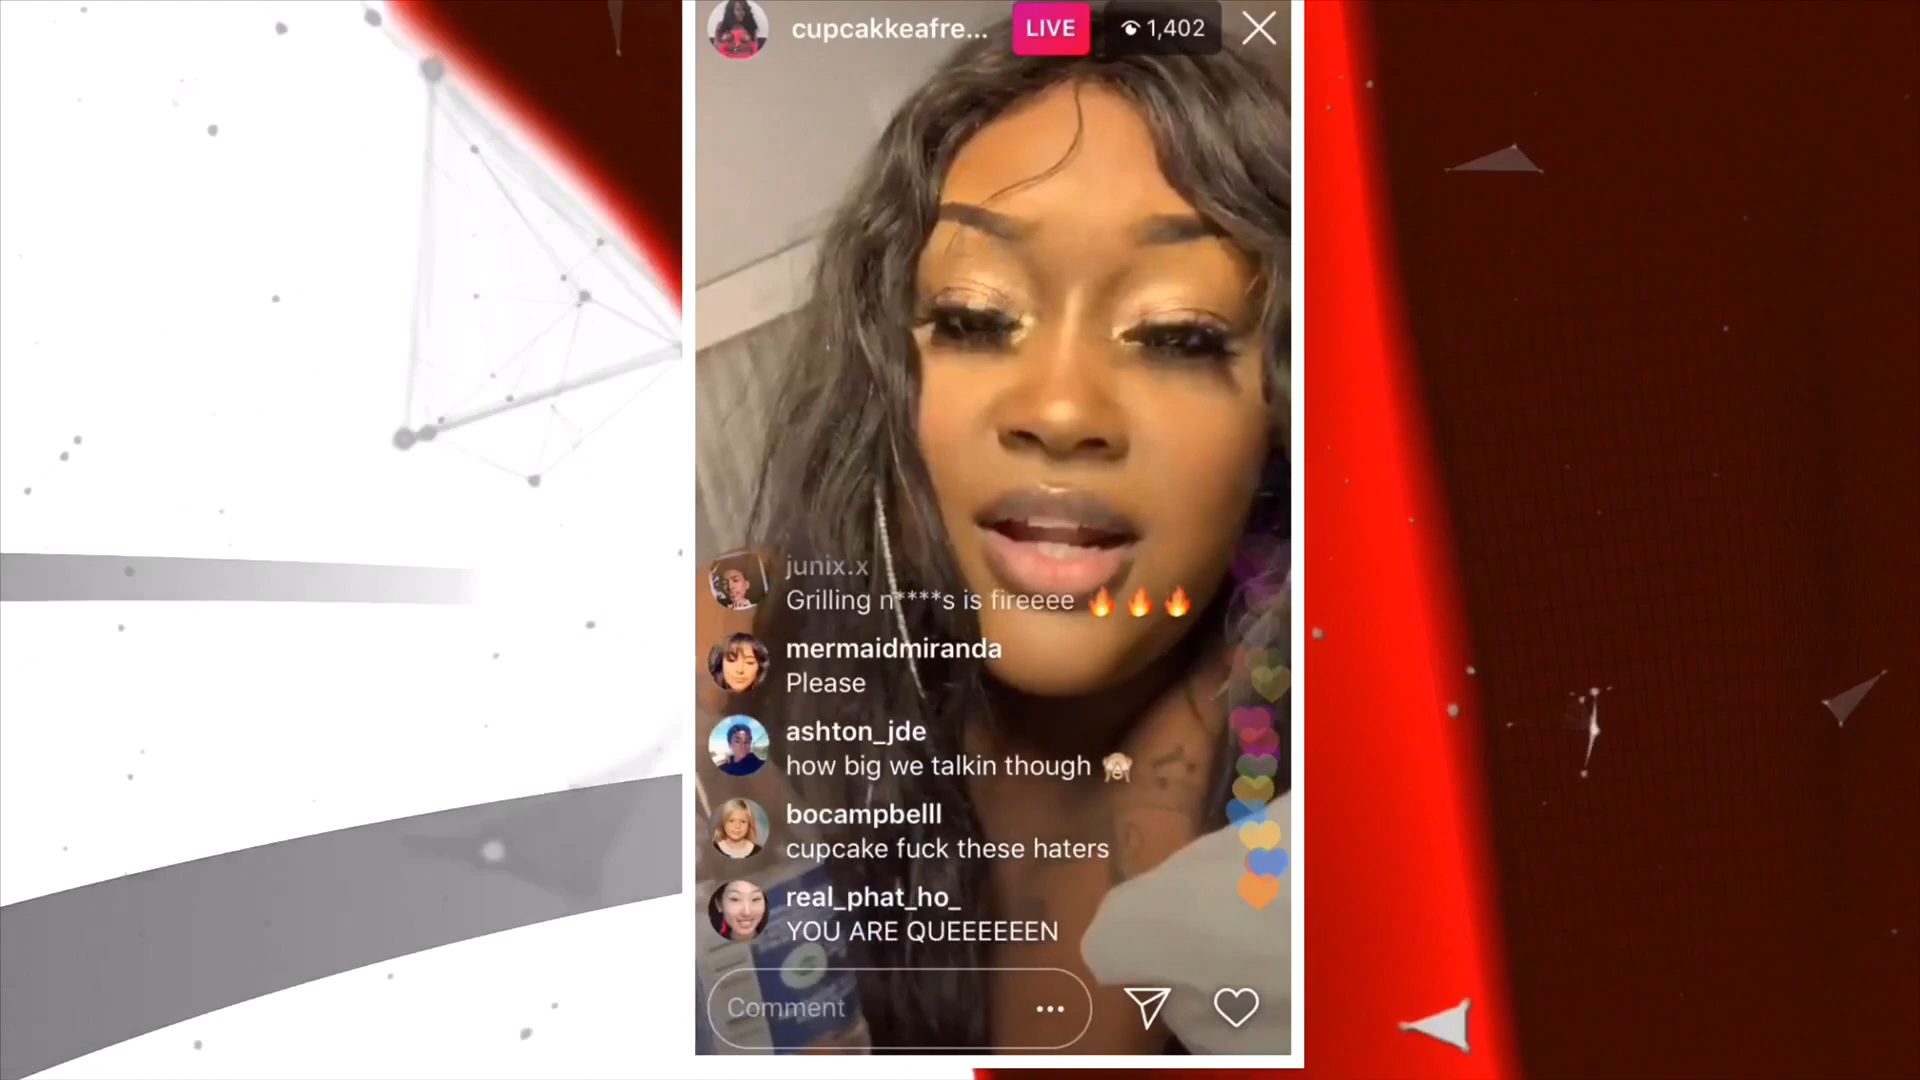 cupcakkeafre...
LIVE
1,402
junix.x
Grilling n****s is fireeee 🔥 🔥 🔥
mermaidmiranda
Please
ashton_jde
how big we talkin though 🙈
bocampbelll
cupcake fuck these haters
real_phat_ho_
YOU ARE QUEEEEEEN
Comment